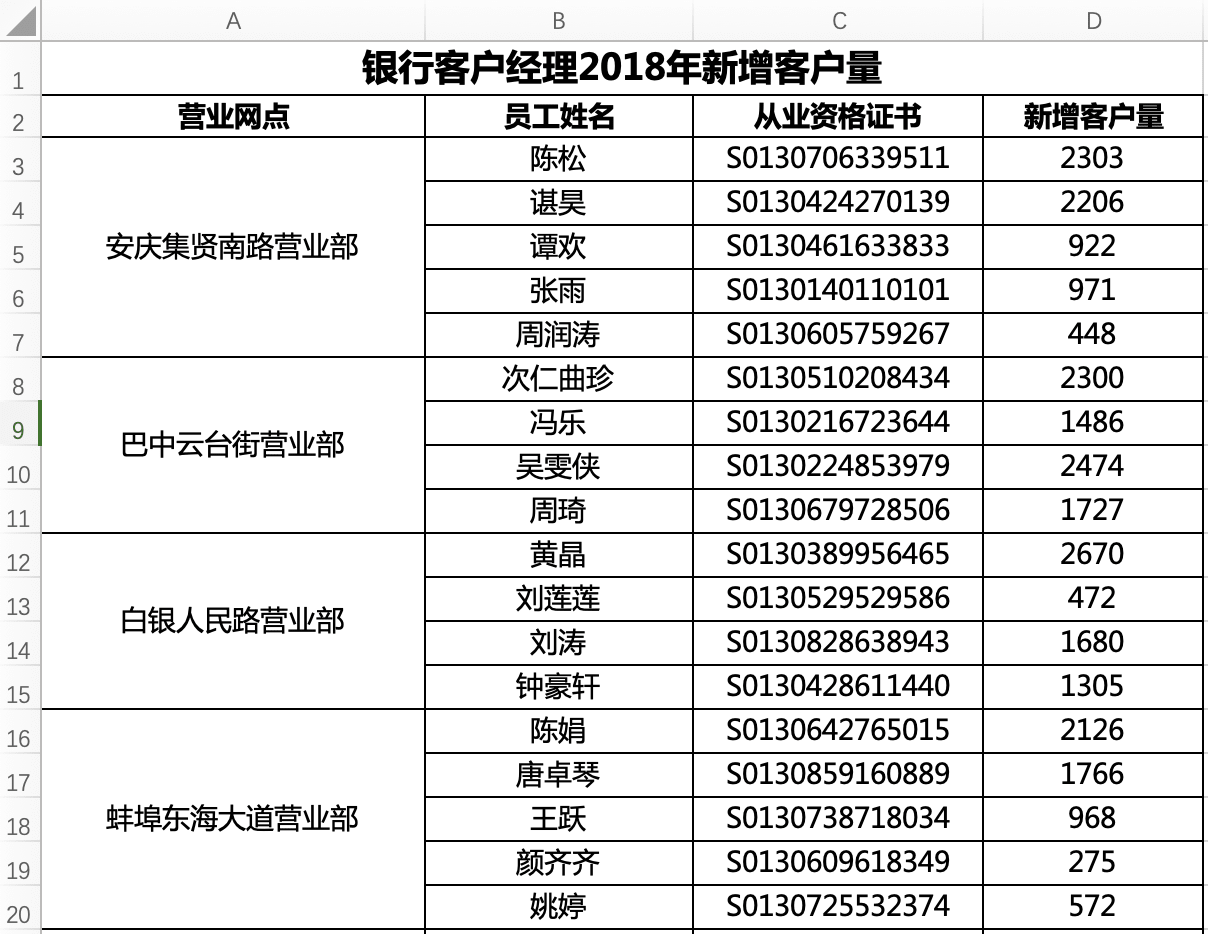 A B C D
1 银行客户经理2018年新增客户量
2 营业网点 员工姓名 从业资格证书 新增客户量
3 陈松 S0130706339511 2303
4 谌昊 S0130424270139 2206
5 安庆集贤南路营业部 谭欢 S0130461633833 922
6 张雨 S0130140110101 971
7 周润涛 S0130605759267 448
8 次仁曲珍 S0130510208434 2300
9 巴中云台街营业部 冯乐 S0130216723644 1486
10 吴雯侠 S0130224853979 2474
11 周琦 S0130679728506 1727
12 黄晶 S0130389956465 2670
13 白银人民路营业部 刘莲莲 S0130529529586 472
14 刘涛 S0130828638943 1680
15 钟豪轩 S0130428611440 1305
16 陈娟 S0130642765015 2126
17 唐卓琴 S0130859160889 1766
18 蚌埠东海大道营业部 王跃 S0130738718034 968
19 颜齐齐 S0130609618349 275
20 姚婷 S0130725532374 572